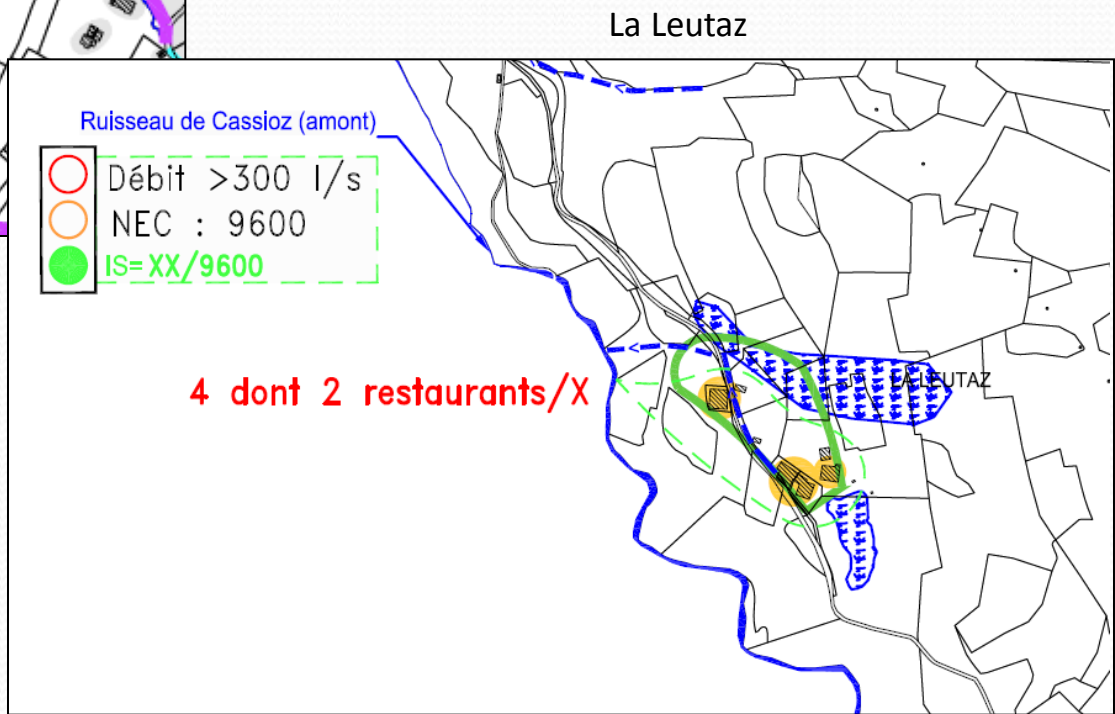 La Leutaz
Ruisseau de Cassioz (amont)
Débit >300 l/s
NEC : 9600
IS= XX/9600
4 dont 2 restaurants/X
LA LEUTAZ